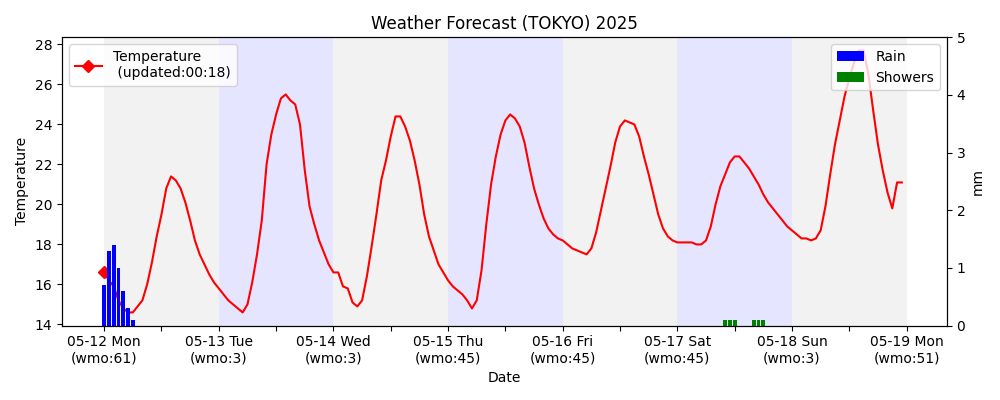 Weather Forecast (TOKYO) 2025
Temperature
(updated:00:18)
Rain
Showers
Temperature
28
26
24
22
20
18
16
14
5
4
3
2
1
0
mm
05-12 Mon
(wmo:61)
05-13 Tue
(wmo:3)
05-14 Wed
(wmo:3)
05-15 Thu
(wmo:45)
05-16 Fri
(wmo:45)
05-17 Sat
(wmo:45)
05-18 Sun
(wmo:3)
05-19 Mon
(wmo:51)
Date